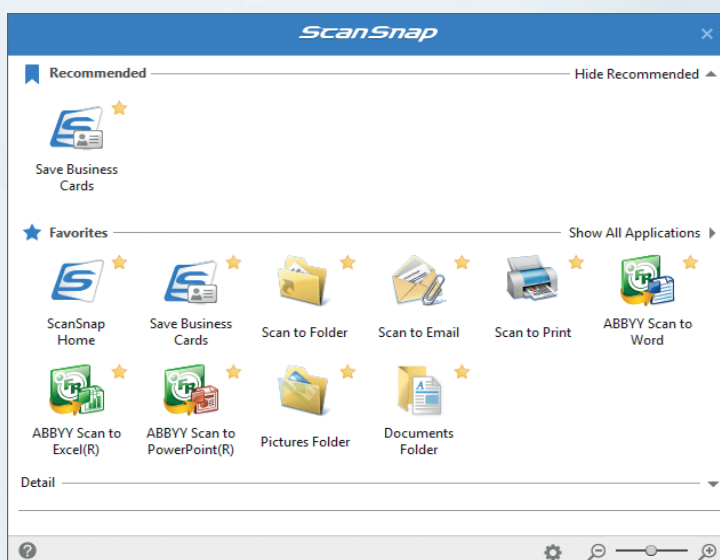 ScanSnap
Recommended
Hide Recommended
Save Business
Cards
Favorites
Show All Applications
ScanSnap
Home
Save Business
Cards
Scan to Folder
Scan to Email
Scan to Print
ABBYY Scan to
Word
ABBYY Scan to
Excel(R)
ABBYY Scan to
PowerPoint(R)
Pictures Folder
Documents
Folder
Detail